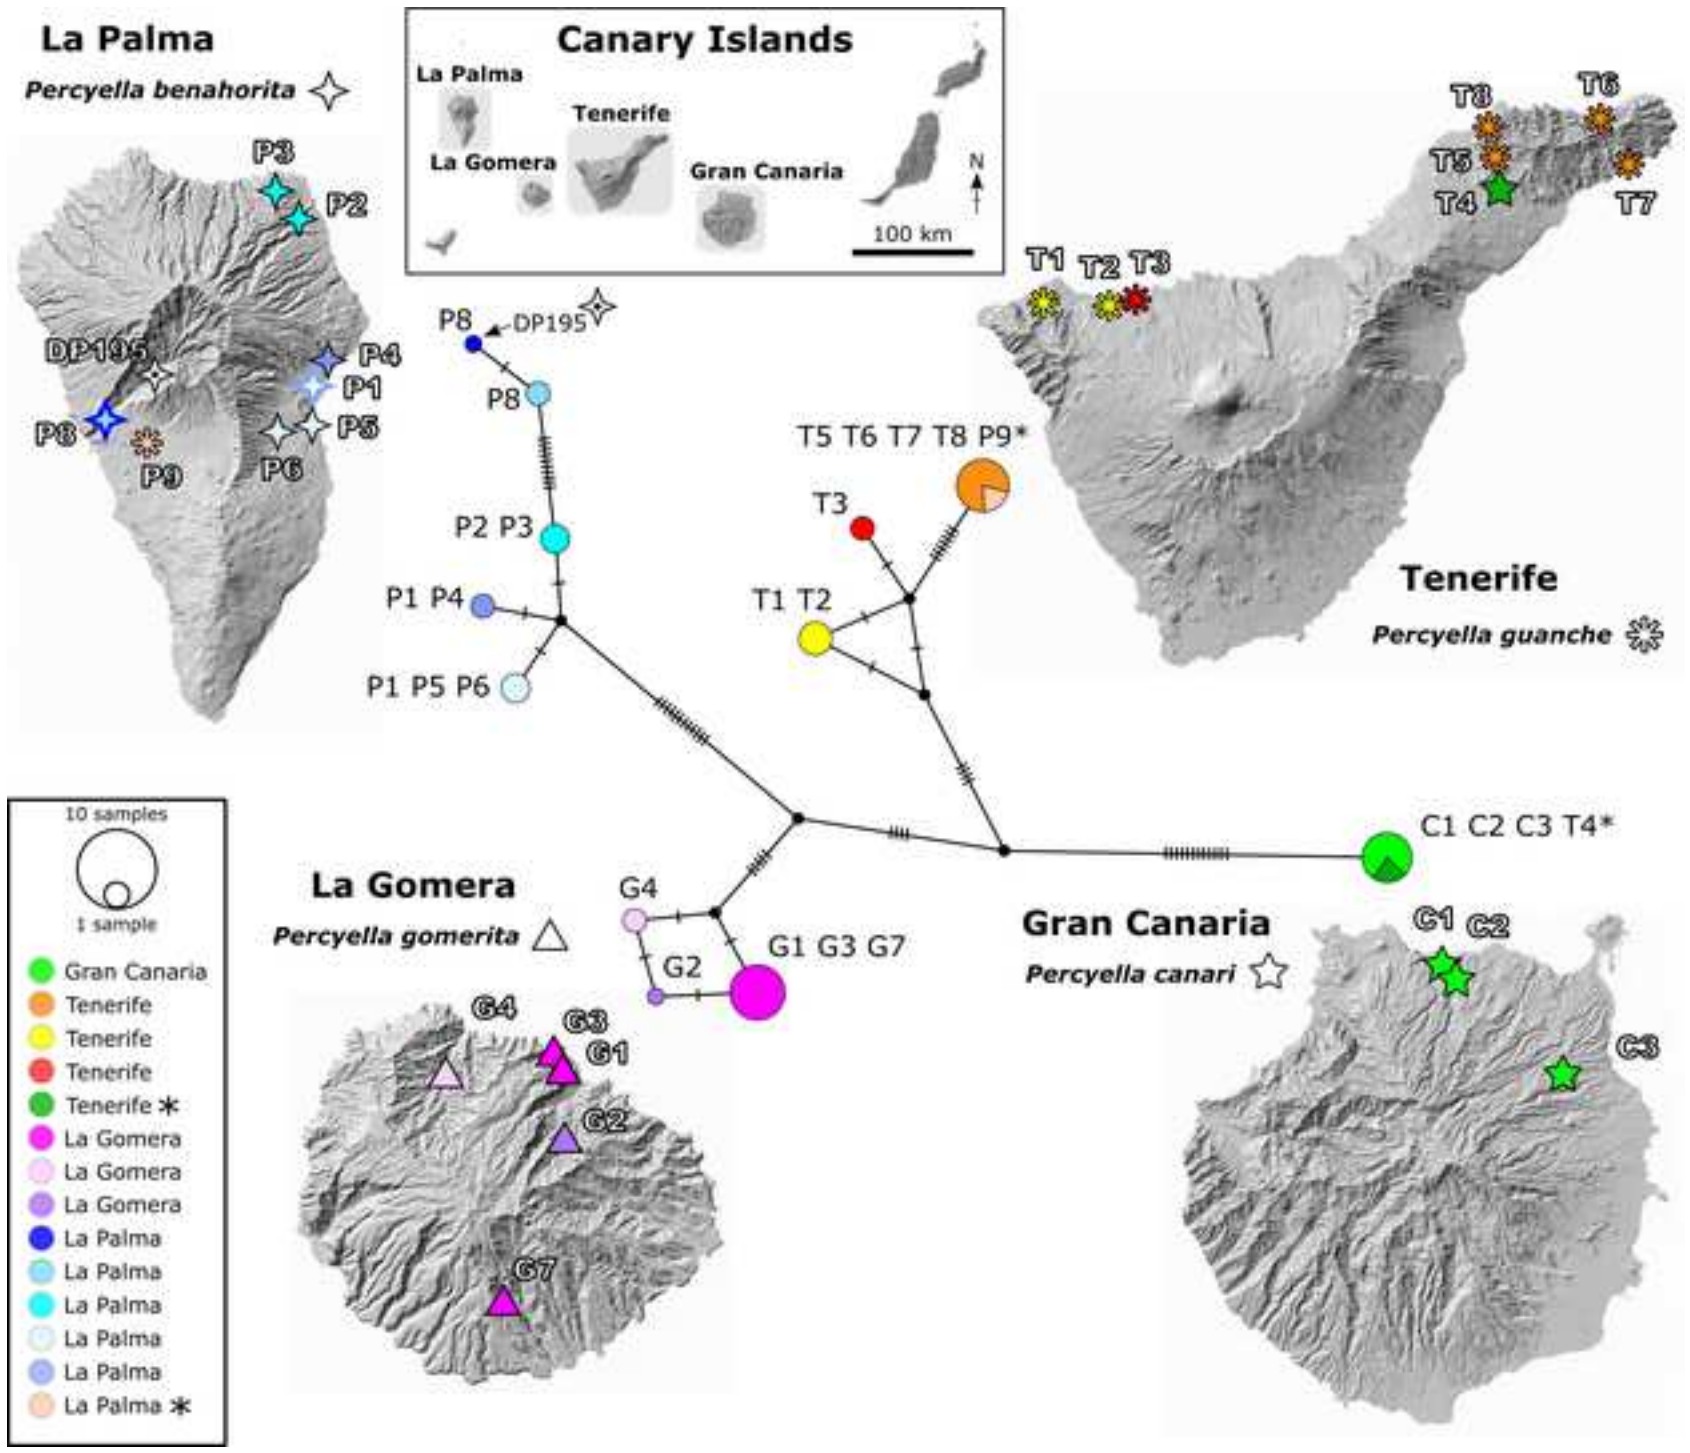 La Palma
Percyella benahorita
P3
P2
DP195
P4
P1
P8
P5
P9
P6
Canary Islands
La Palma
Tenerife
La Gomera
Gran Canaria
N
100 km
T8
T6
T5
T4
T7
T1
T2
T3
Tenerife
Percyella guanche
P8
DP195
P8
P2 P3
P1 P4
P1 P5 P6
T5 T6 T7 T8 P9*
T3
T1 T2
C1 C2 C3 T4*
G4
G2
G1 G3 G7
La Gomera
Percyella gomerita
G4
G3
G1
G2
G7
Gran Canaria
Percyella canari
C1
C2
C3
10 samples
1 sample
Gran Canaria
Tenerife
Tenerife
Tenerife
Tenerife *
La Gomera
La Gomera
La Gomera
La Palma
La Palma
La Palma
La Palma
La Palma
La Palma *